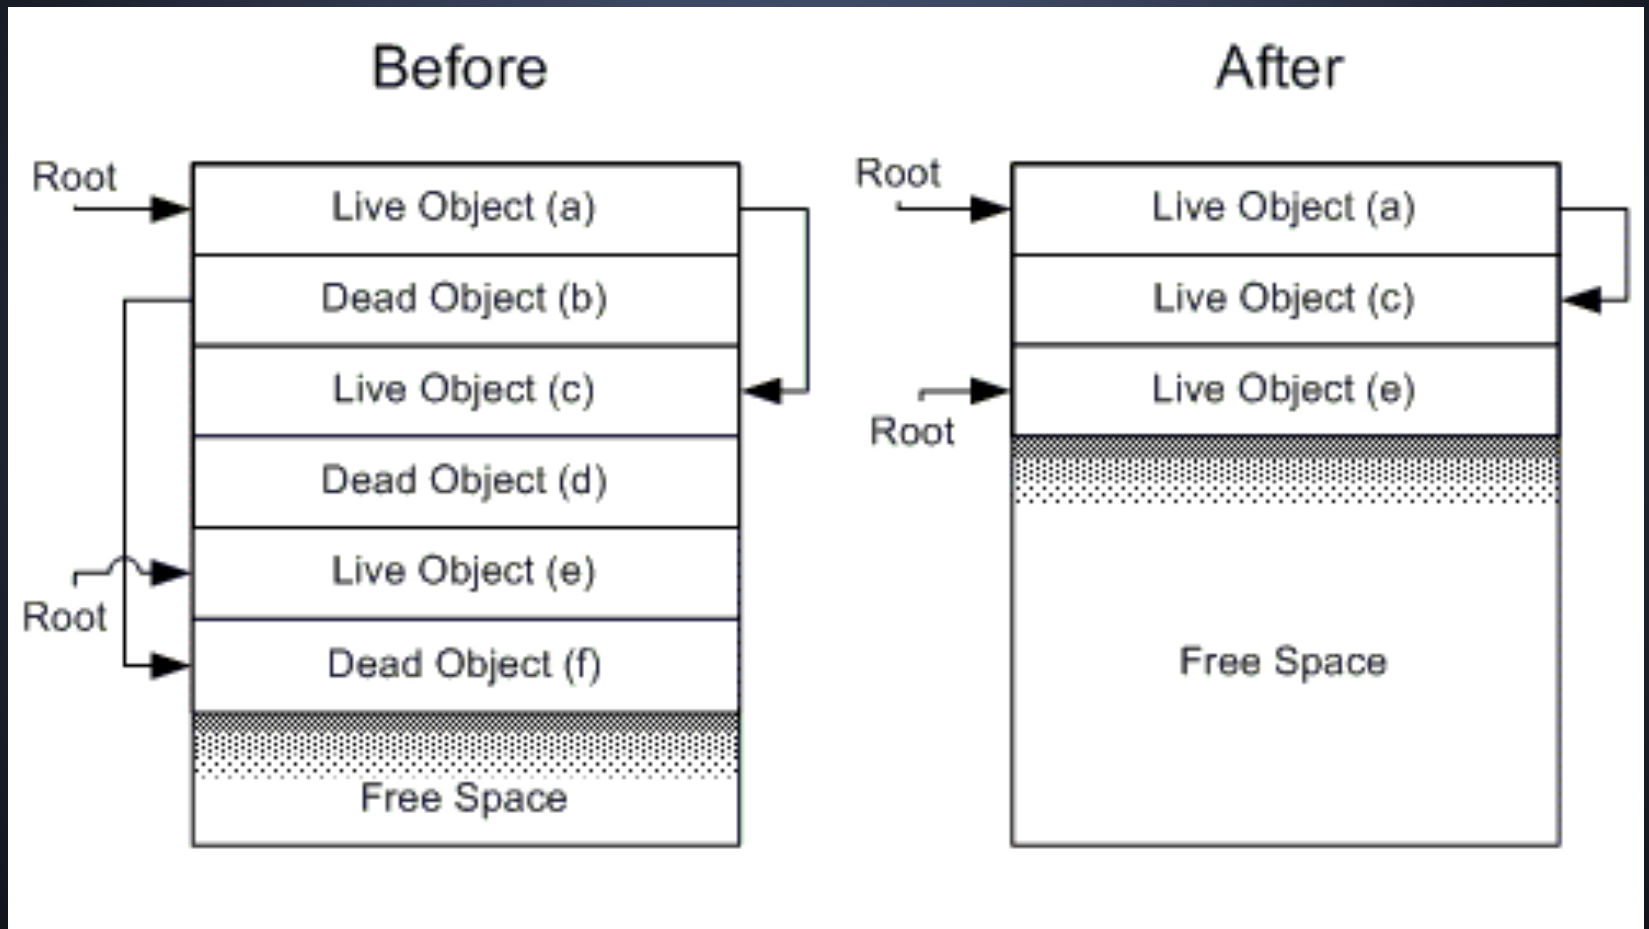 Before
Root
Live Object (a)
Dead Object (b)
Live Object (c)
Dead Object (d)
Live Object (e)
Root
Dead Object (f)
Free Space
After
Root
Live Object (a)
Live Object (c)
Live Object (e)
Root
Free Space